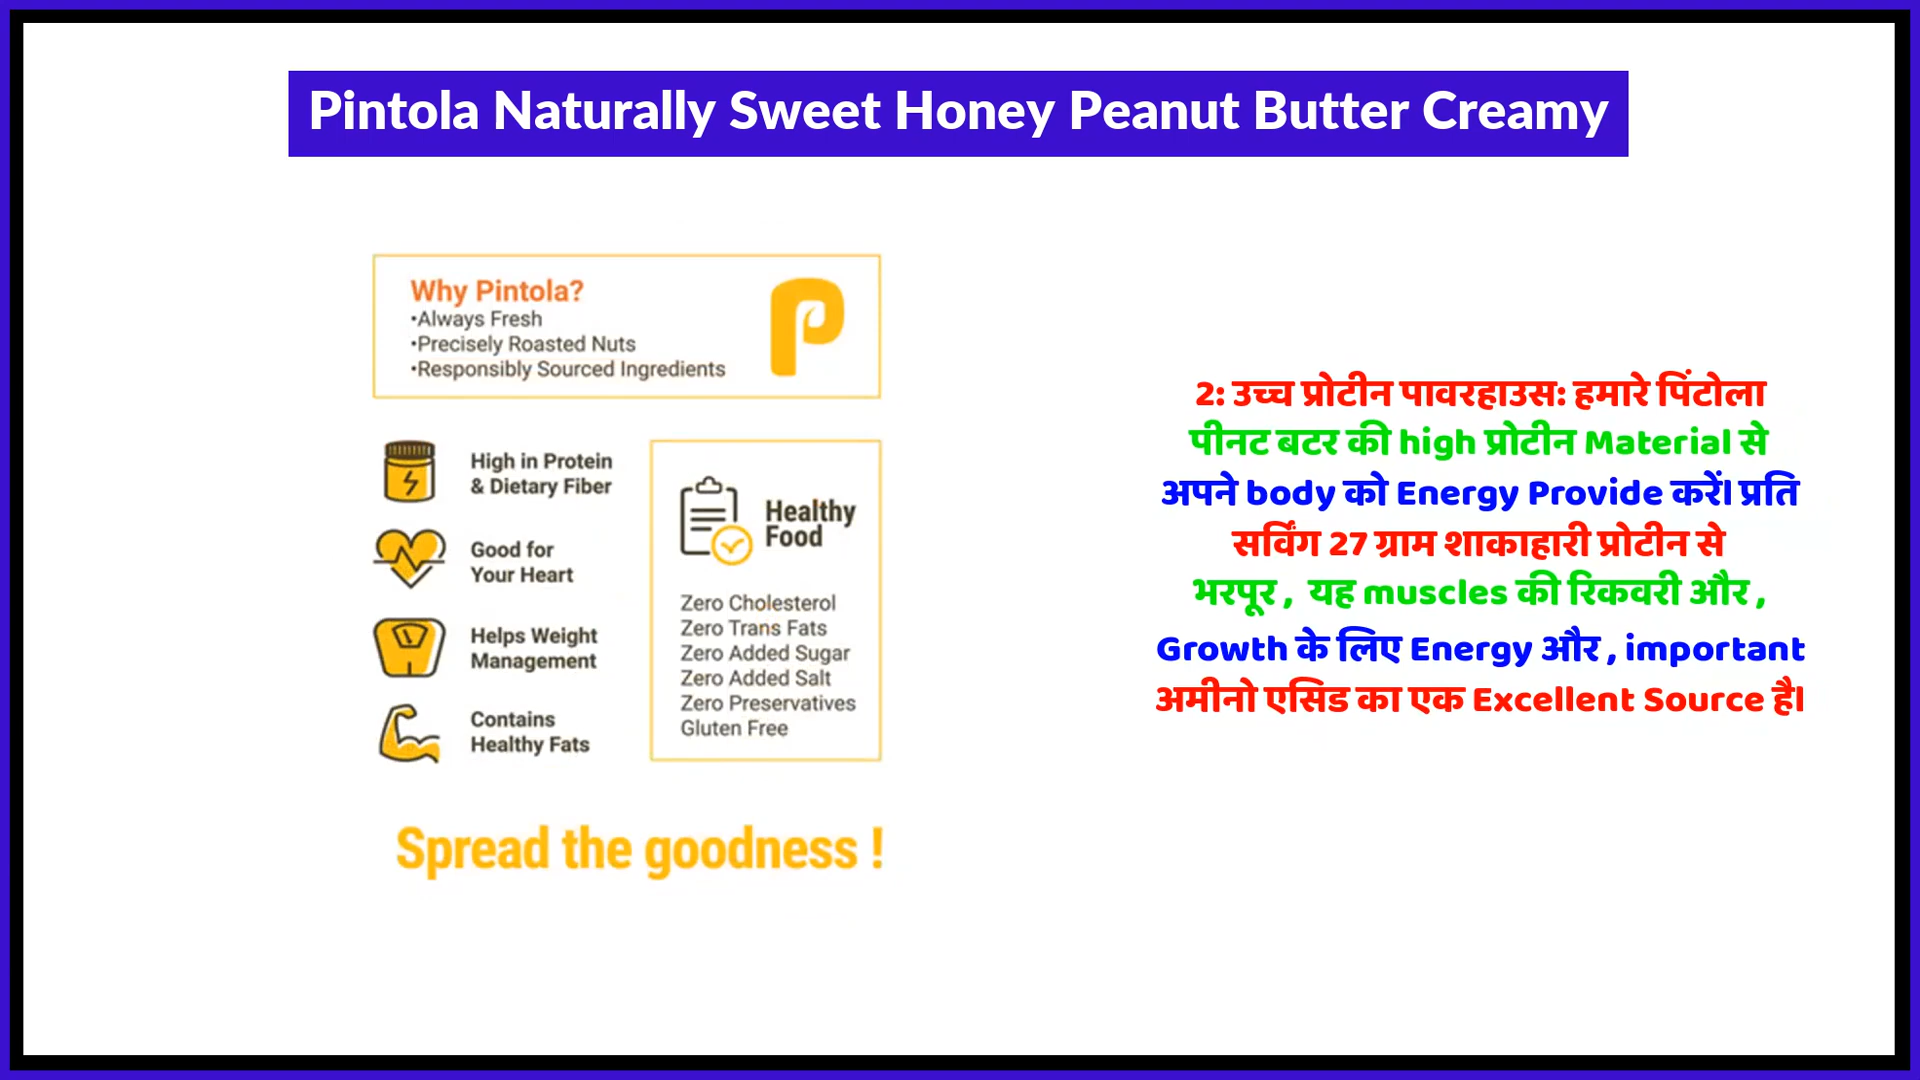 Pintola Naturally Sweet Honey Peanut Butter Creamy
Why Pintola?
•Always Fresh
•Precisely Roasted Nuts
•Responsibly Sourced Ingredients
High in Protein
& Dietary Fiber
Good for
Your Heart
Helps Weight
Management
Contains
Healthy Fats
Healthy
Food
Zero Cholesterol
Zero Trans Fats
Zero Added Sugar
Zero Added Salt
Zero Preservatives
Gluten Free
Spread the goodness !
2: उच्च प्रोटीन पावरहाउस: हमारे पिंटोला
पीनट बटर की high प्रोटीन Material से
अपने body को Energy Provide करें। प्रति
सर्विंग 27 ग्राम शाकाहारी प्रोटीन से
भरपूर , यह muscles की रिकवरी और ,
Growth के लिए Energy और , important
अमीनो एसिड का एक Excellent Source है।